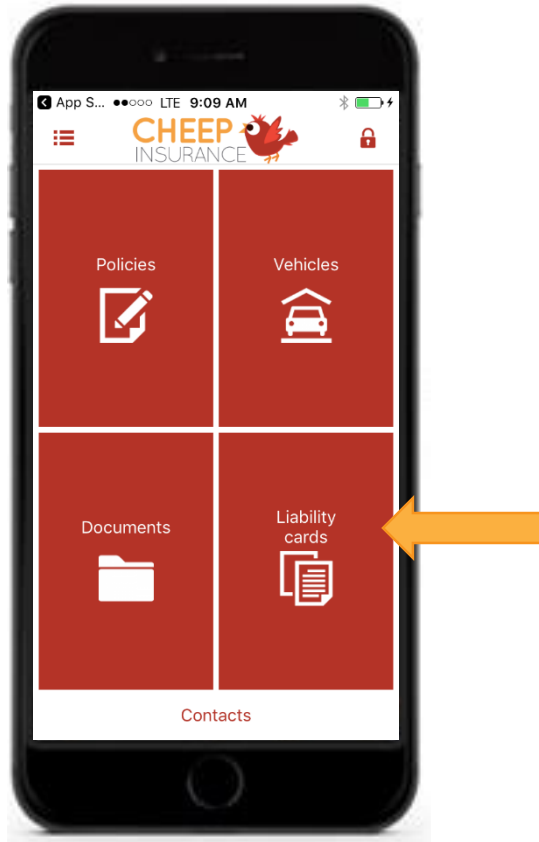 App S... LTE 9:09 AM
CHEEP
INSURANCE
Policies
Vehicles
Documents
Liability
cards
Contacts